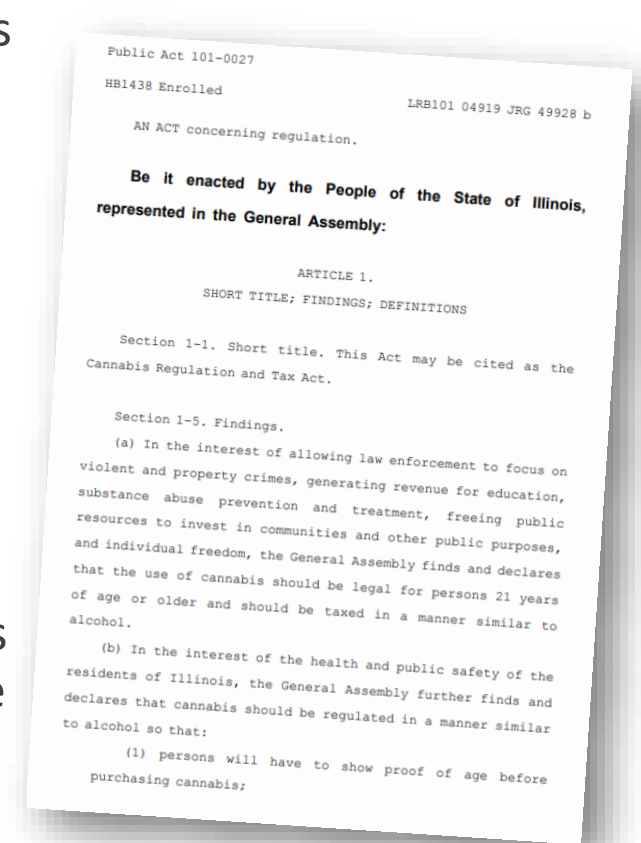 s
Public Act 101-0027
HB1438 Enrolled
LRB101 04919 JRG 49928 b
AN ACT concerning regulation.
Be it enacted by the People of the State of Illinois,
represented in the General Assembly:
ARTICLE 1.
SHORT TITLE; FINDINGS; DEFINITIONS
Section 1-1. Short title. This Act may be cited as the
Cannabis Regulation and Tax Act.
Section 1-5. Findings.
(a) In the interest of allowing law enforcement to focus on
violent and property crimes, generating revenue for education,
substance abuse prevention and treatment, freeing public
resources to invest in communities and other public purposes,
and individual freedom, the General Assembly finds and declares
that the use of cannabis should be legal for persons 21 years
of age or older and should be taxed in a manner similar to
alcohol.
(b) In the interest of the health and public safety of the
residents of Illinois, the General Assembly further finds and
declares that cannabis should be regulated in a manner similar
to alcohol so that:
(1) persons will have to show proof of age before
purchasing cannabis;
s
e